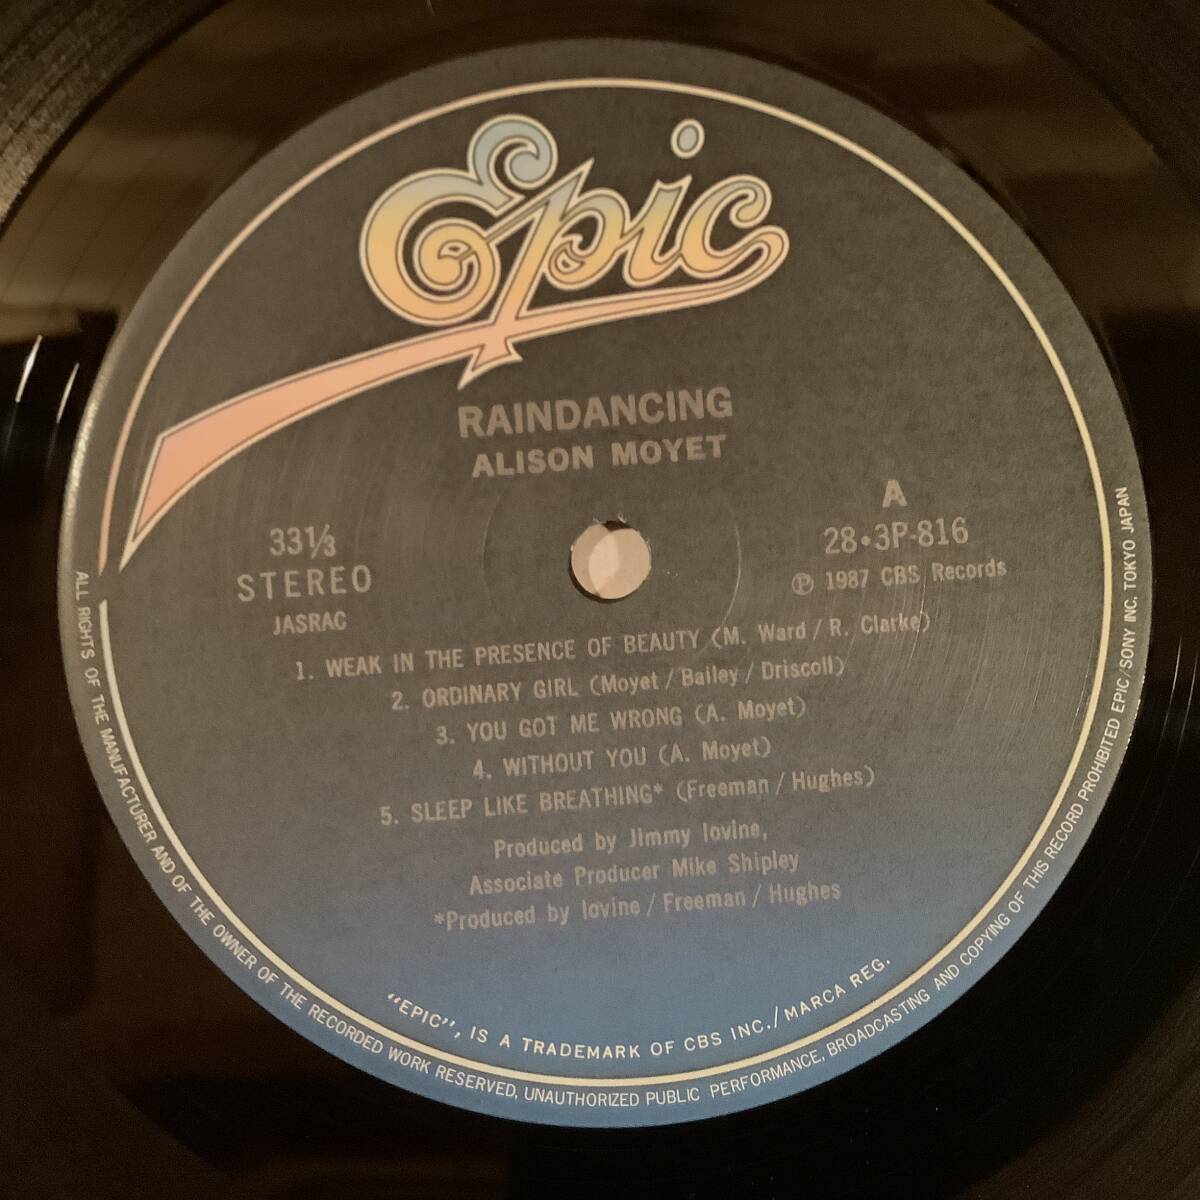 Epic
RAINDANCING
ALISON MOYET
33⅓
STEREO
JASRAC
A
28•3P-816
Ⓟ 1987 CBS Records
1. WEAK IN THE PRESENCE OF BEAUTY (M. Ward / R. Clarke)
2. ORDINARY GIRL (Moyet / Bailey / Driscoll)
3. YOU GOT ME WRONG (A. Moyet)
4. WITHOUT YOU (A. Moyet)
5. SLEEP LIKE BREATHING* (Freeman / Hughes)
Produced by Jimmy Iovine,
Associate Producer Mike Shipley
*Produced by Iovine / Freeman / Hughes
"EPIC", IS A TRADEMARK OF CBS INC./MARCA REG.
ALL RIGHTS OF THE MANUFACTURER AND OF THE OWNER OF THE RECORDED WORK RESERVED, UNAUTHORIZED PUBLIC PERFORMANCE, BROADCASTING AND COPYING OF THIS RECORD PROHIBITED EPIC/SONY INC. TOKYO JAPAN